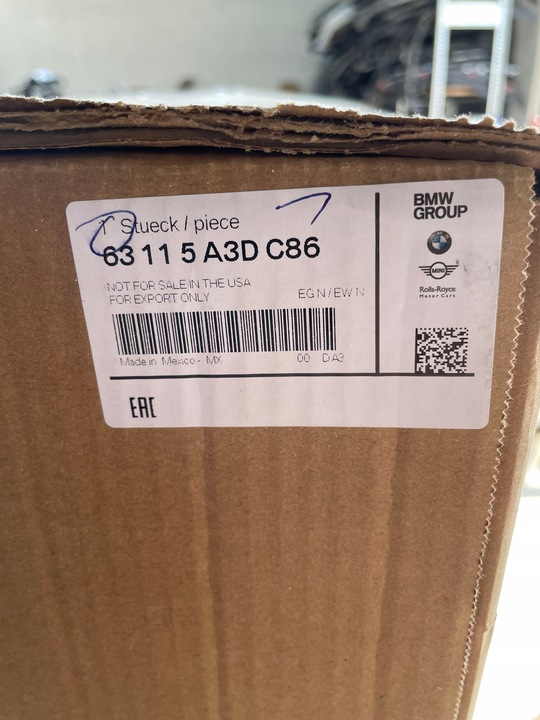 1 Stueck / piece
63 11 5 A3D C86
NOT FOR SALE IN THE USA
FOR EXPORT ONLY
EG N / EW N
Made in Mexico - MX
00 DA3
EAC
BMW
GROUP
MINI
Rolls-Royce
Motor Cars